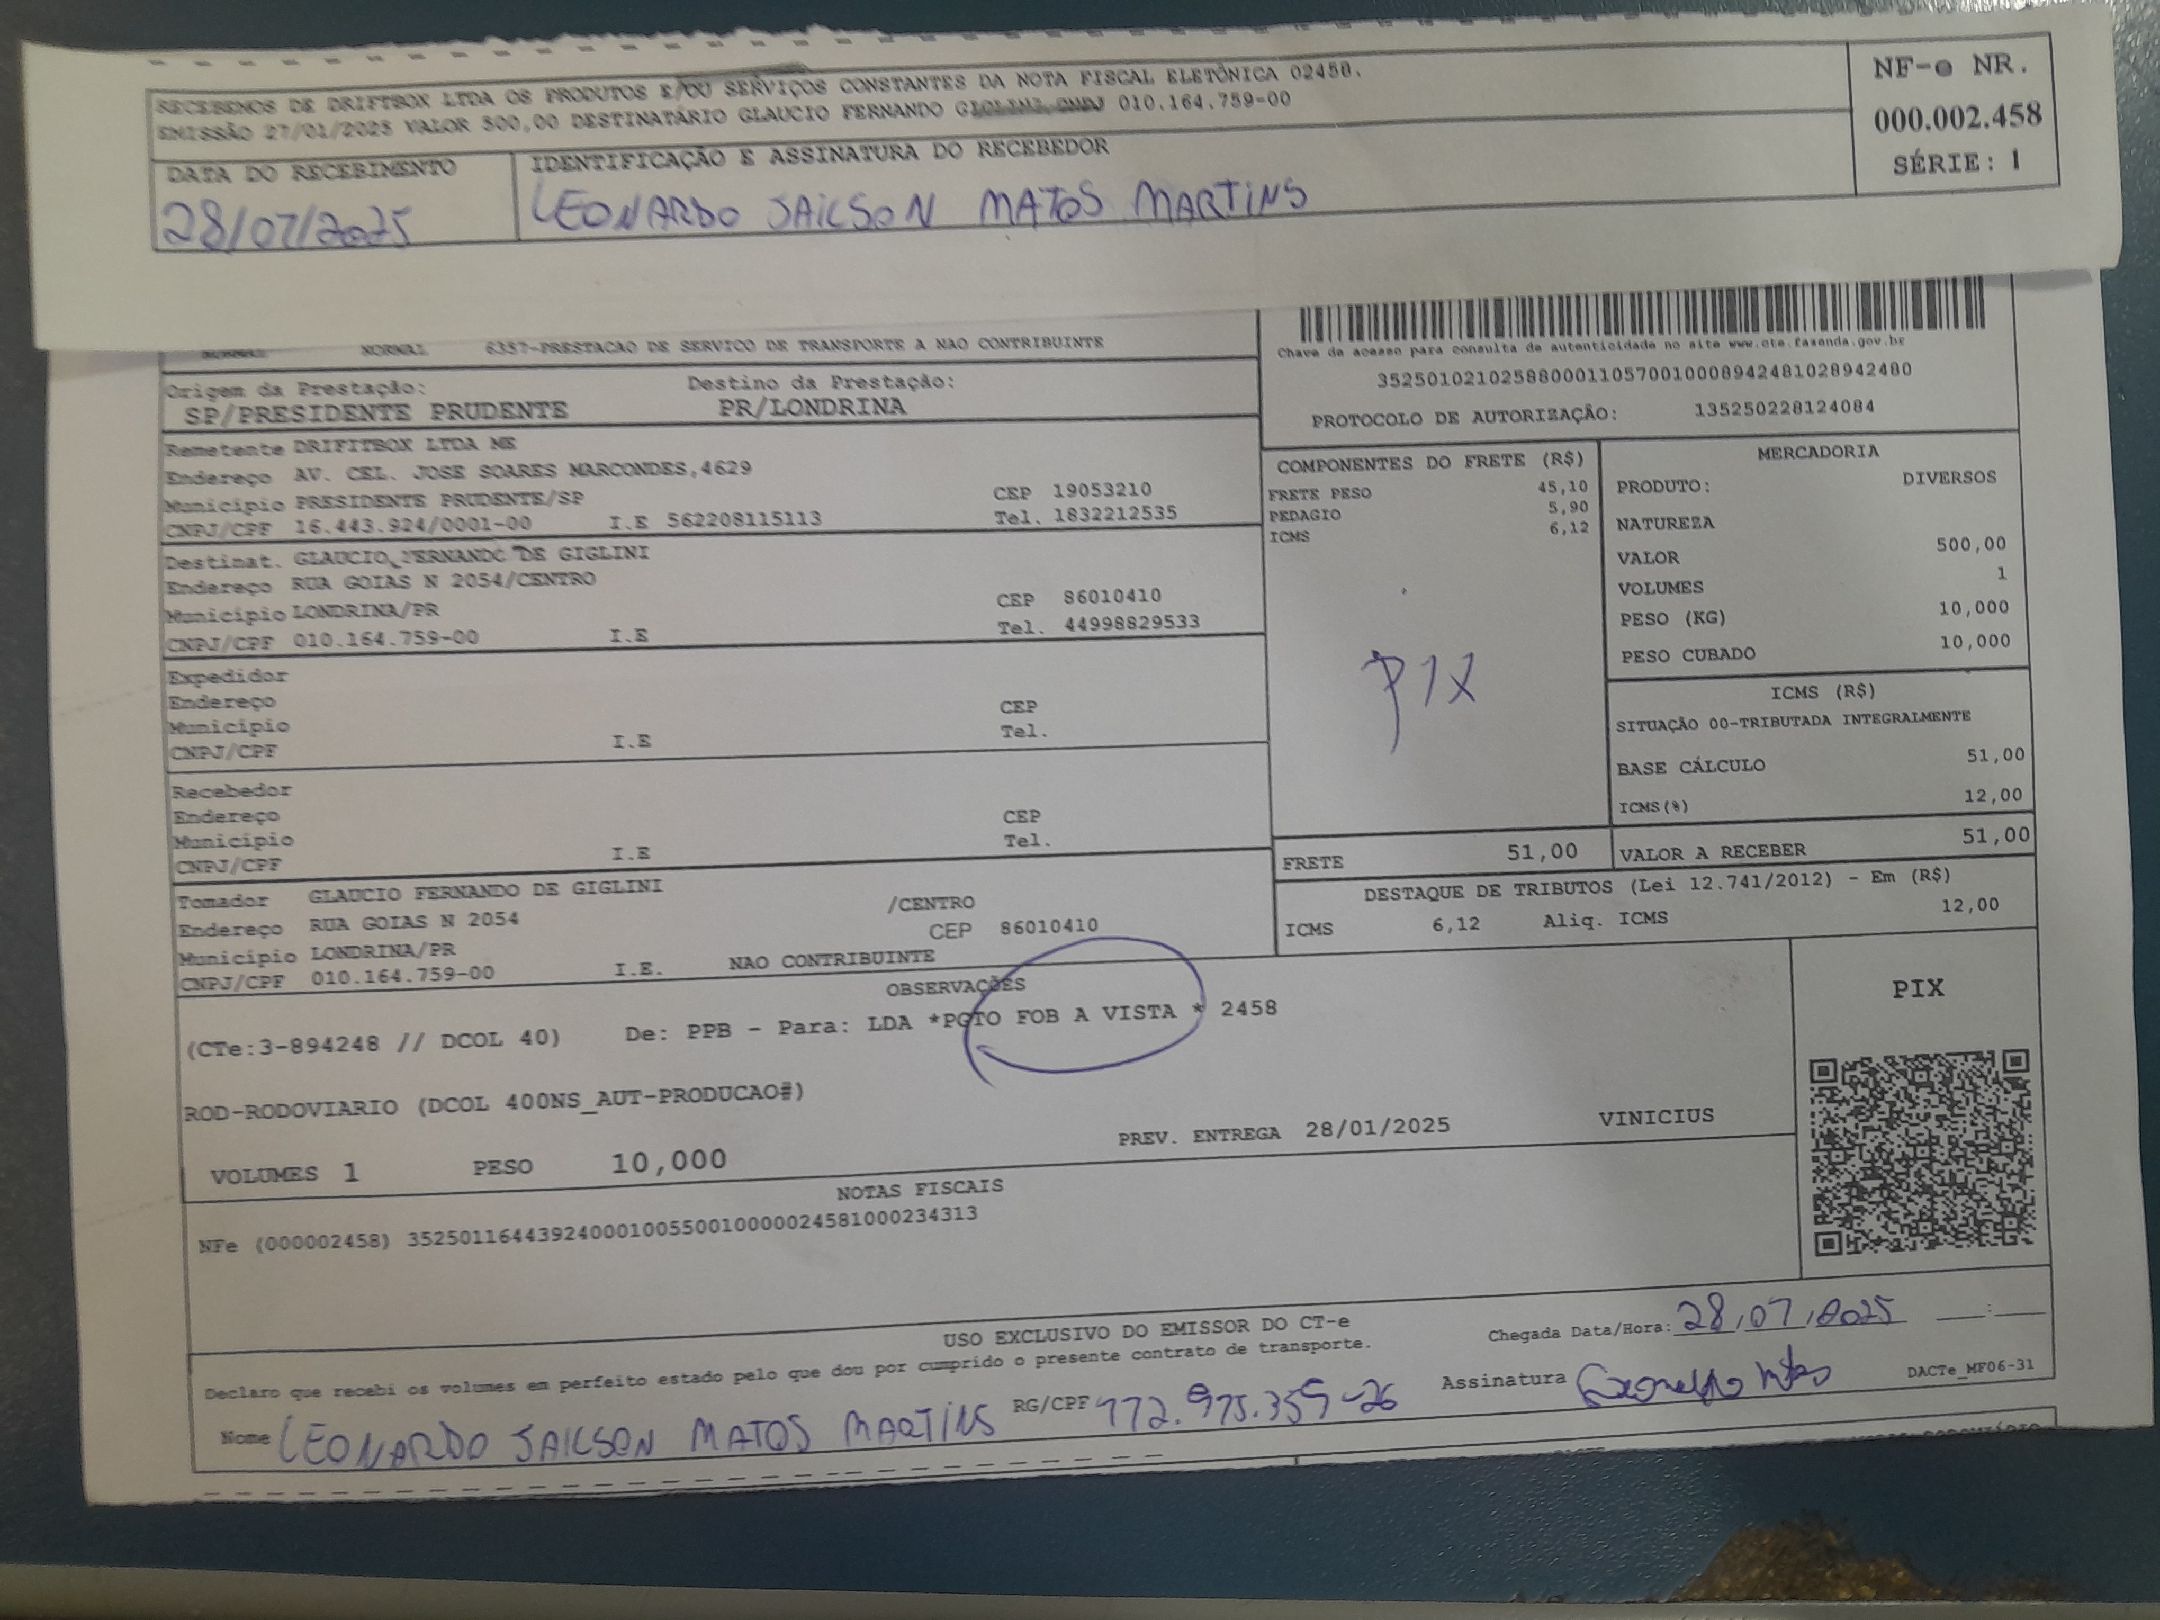 RECEBEMOS DE DRIFTBOX LTDA OS PRODUTOS E/OU SERVIÇOS CONSTANTES DA NOTA FISCAL ELETÔNICA 02458.
EMISSÃO 27/01/2025 VALOR 500,00 DESTINATÁRIO GLAUCIO FERNANDO GIGLINI CNPJ 010.164.759-00
NF-e NR.
000.002.458
SÉRIE: 1
DATA DO RECEBIMENTO
28/07/2025
IDENTIFICAÇÃO E ASSINATURA DO RECEBEDOR
LEONARDO JAILSON MATOS MARTINS
NORMAL NORMAL 6357-PRESTACAO DE SERVICO DE TRANSPORTE A NAO CONTRIBUINTE
Chave de acesso para consulta de autenticidade no site www.cte.fazenda.gov.br
35250102102588000110570010008942481028942480
PROTOCOLO DE AUTORIZAÇÃO: 135250228124084
Origem da Prestação: Destino da Prestação:
SP/PRESIDENTE PRUDENTE PR/LONDRINA
Remetente DRIFITBOX LTDA ME
Endereço AV. CEL. JOSE SOARES MARCONDES,4629
Município PRESIDENTE PRUDENTE/SP CEP 19053210
CNPJ/CPF 16.443.924/0001-00 I.E 562208115113 Tel. 1832212535
Destinat. GLAUCIO FERNANDO DE GIGLINI
Endereço RUA GOIAS N 2054/CENTRO
Município LONDRINA/PR CEP 86010410
CNPJ/CPF 010.164.759-00 I.E Tel. 44998829533
Expedidor
Endereço CEP
Município Tel.
CNPJ/CPF I.E
Recebedor
Endereço CEP
Município Tel.
CNPJ/CPF I.E
Tomador GLAUCIO FERNANDO DE GIGLINI
Endereço RUA GOIAS N 2054 /CENTRO
Município LONDRINA/PR CEP 86010410
CNPJ/CPF 010.164.759-00 I.E. NAO CONTRIBUINTE
COMPONENTES DO FRETE (R$)
FRETE PESO 45,10
PEDAGIO 5,90
ICMS 6,12
PIX
FRETE 51,00
MERCADORIA
PRODUTO: DIVERSOS
NATUREZA
VALOR 500,00
VOLUMES 1
PESO (KG) 10,000
PESO CUBADO 10,000
ICMS (R$)
SITUAÇÃO 00-TRIBUTADA INTEGRALMENTE
BASE CÁLCULO 51,00
ICMS(%) 12,00
VALOR A RECEBER 51,00
DESTAQUE DE TRIBUTOS (Lei 12.741/2012) - Em (R$)
ICMS 6,12 Aliq. ICMS 12,00
OBSERVAÇÕES
(CTe:3-894248 // DCOL 40) De: PPB - Para: LDA *PGTO FOB A VISTA * 2458
ROD-RODOVIARIO (DCOL 400NS_AUT-PRODUCAO#)
PREV. ENTREGA 28/01/2025 VINICIUS
VOLUMES 1 PESO 10,000
PIX
NOTAS FISCAIS
NFe (000002458) 35250116443924000100550010000024581000234313
USO EXCLUSIVO DO EMISSOR DO CT-e
Declaro que recebi os volumes em perfeito estado pelo que dou por cumprido o presente contrato de transporte.
Chegada Data/Hora: 28/07/2025 __:__
Nome LEONARDO JAILSON MATOS MARTINS RG/CPF 772.975.359-26 Assinatura
DACTe_MF06-31